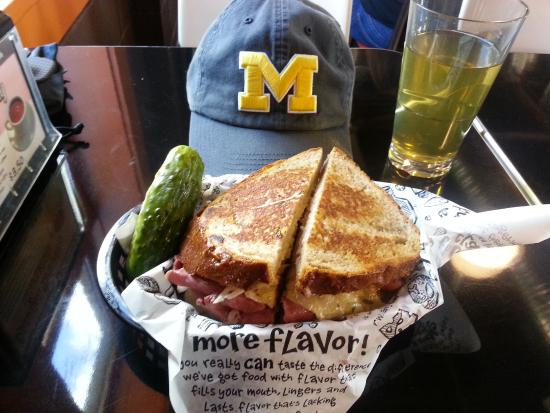 M
more flavor!
you really can taste the difference
we've got food with flavor that
fills your mouth, lingers and
lasts. flavor that's lacking